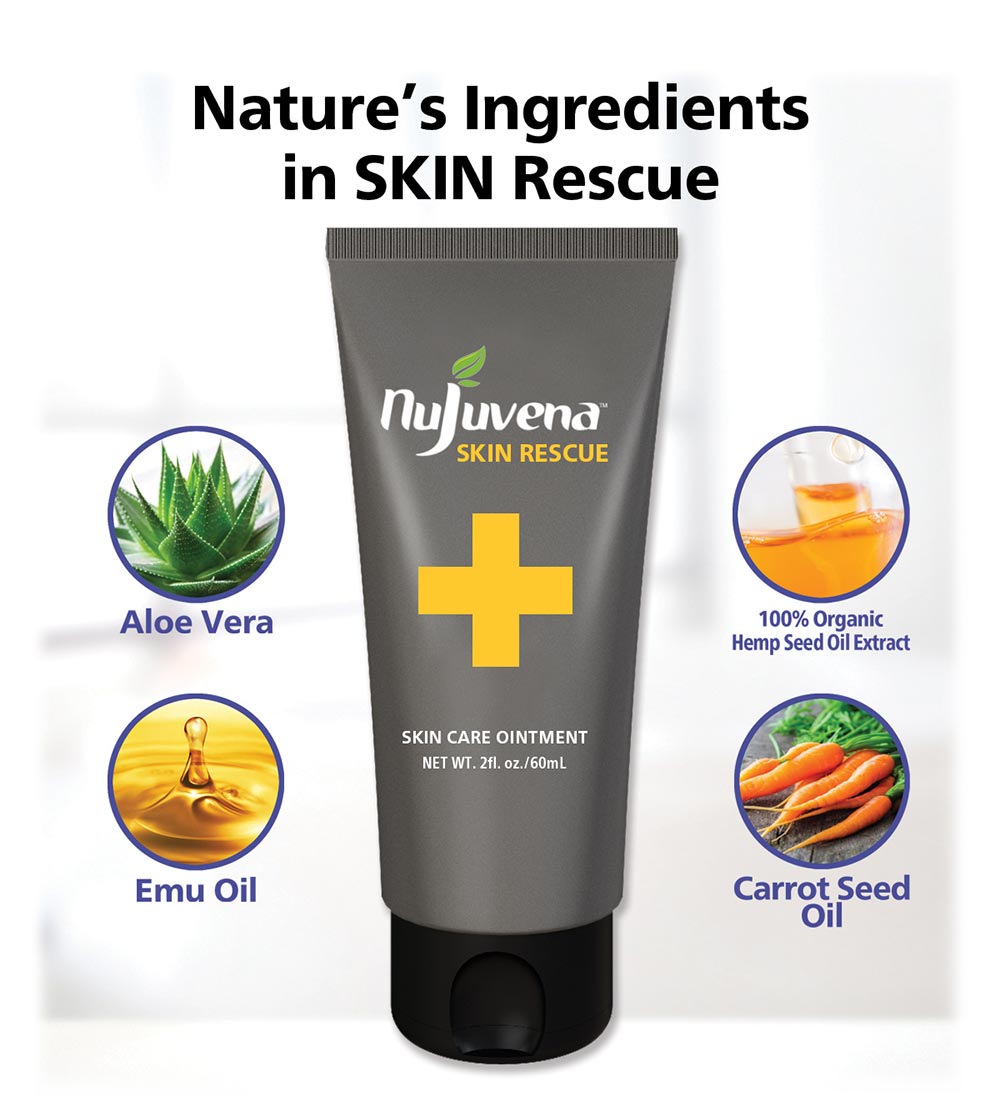 Nature's Ingredients
in SKIN Rescue
NuJuvena™
SKIN RESCUE
SKIN CARE OINTMENT
NET WT. 2fl. oz./60mL
Aloe Vera
100% Organic
Hemp Seed Oil Extract
Emu Oil
Carrot Seed
Oil